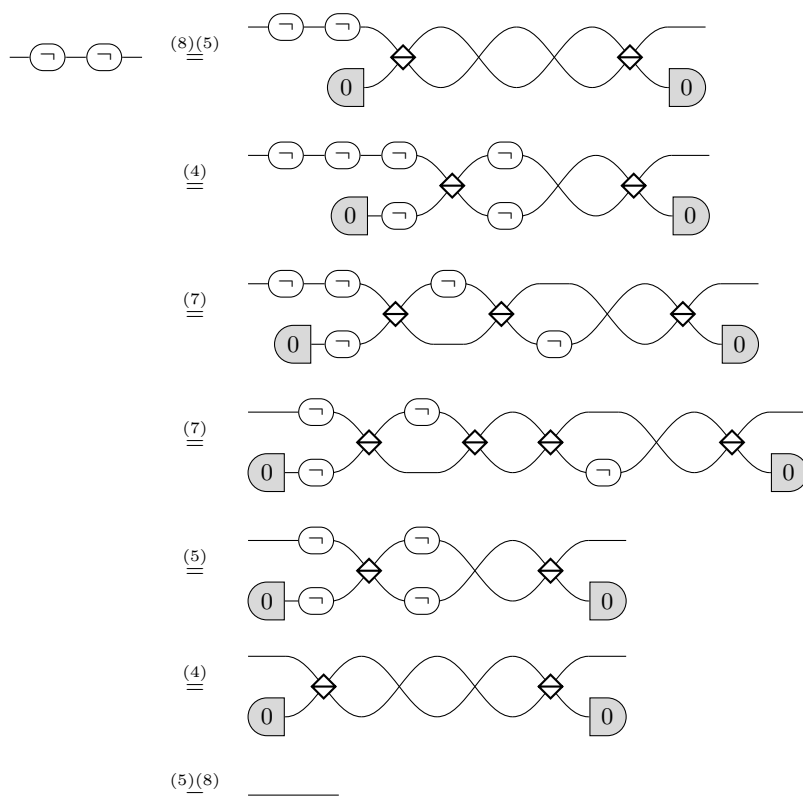 ¬ ¬ (8)(5) = ¬ ¬ 0 0
(4) = ¬ ¬ ¬ ¬ 0 ¬ ¬ 0
(7) = ¬ ¬ ¬ 0 ¬ ¬ 0
(7) = ¬ ¬ 0 ¬ ¬ 0
(5) = ¬ ¬ 0 ¬ ¬ 0
(4) = 0 0
(5)(8) =